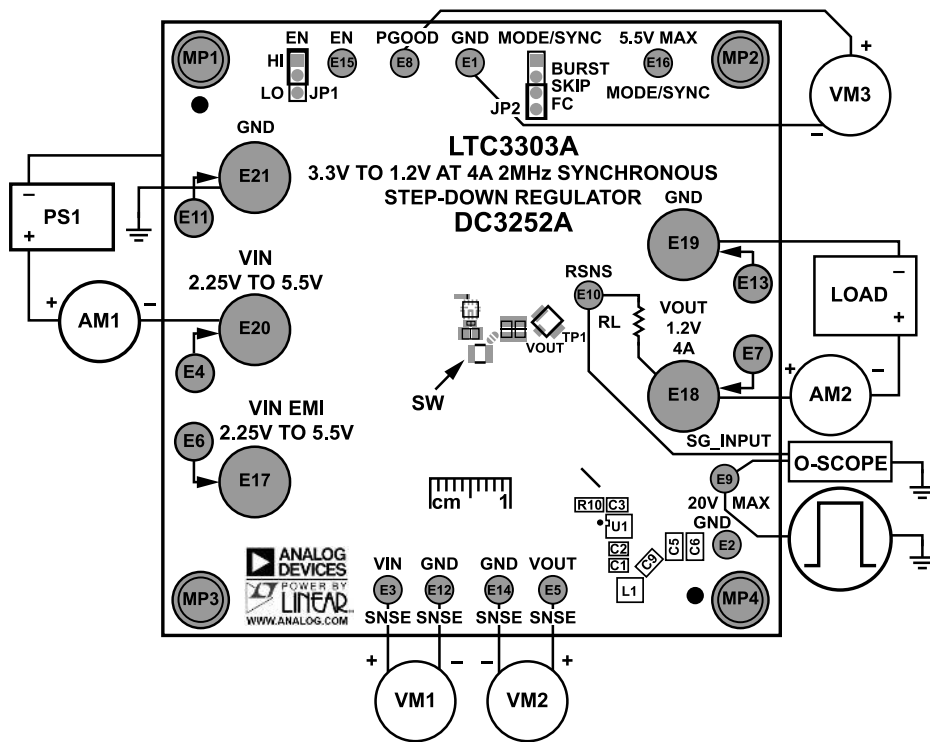 EN EN PGOOD GND MODE/SYNC 5.5V MAX
MP1 HI E15 E8 E1 BURST E16 MP2 +
SKIP
LO JP1 JP2 FC MODE/SYNC VM3
–
GND LTC3303A
3.3V TO 1.2V AT 4A 2MHz SYNCHRONOUS
STEP-DOWN REGULATOR
DC3252A
– E21
PS1 E11
+
GND
E19 –
E13 LOAD
+
VIN
2.25V TO 5.5V
+ AM1 – E20
E4
RSNS
E10 RL VOUT
1.2V
4A
E7
VOUT TP1
SW
E18 + AM2 –
VIN EMI
2.25V TO 5.5V
E6
E17
SG_INPUT
O-SCOPE
E9
20V MAX
GND
E2
cm 1
R10 C3
U1
C2
C1
C9 C5 C6
L1
ANALOG
DEVICES
POWER BY
LINEAR™
WWW.ANALOG.COM
MP3 MP4
VIN GND GND VOUT
E3 E12 E14 E5
SNSE SNSE SNSE SNSE
+ – – +
VM1 VM2